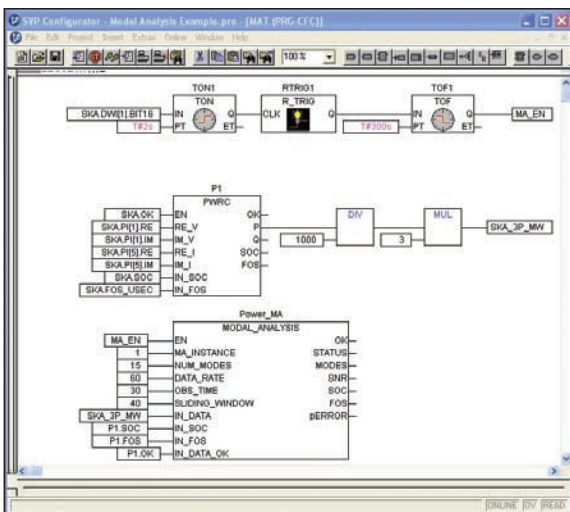 SVP Configurator - Modal Analysis Example.pro - [MAT (PRG-CFC)]
File Edit Project Insert Extras Online Window Help
100 %
TON1 RTRIG1 TOF1
TON R_TRIG TOF
SKA.DW[1].BIT16 IN Q CLK Q IN Q MA_EN
T#2s PT ET T#300s PT ET
P1
PWRC
SKA.OK EN OK
SKA.PI[1].RE RE_V P DIV MUL SKA_3P_MW
SKA.PI[1].IM IM_V Q 1000 3
SKA.PI[5].RE RE_I SOC
SKA.PI[5].IM IM_I FOS
SKA.SOC IN_SOC
SKA.FOS_USEC IN_FOS
Power_MA
MODAL_ANALYSIS
MA_EN EN OK
1 MA_INSTANCE STATUS
15 NUM_MODES MODES
60 DATA_RATE SNR
30 OBS_TIME SOC
40 SLIDING_WINDOW FOS
SKA_3P_MW IN_DATA pERROR
P1.SOC IN_SOC
P1.FOS IN_FOS
P1.OK IN_DATA_OK
ONLINE OV READ